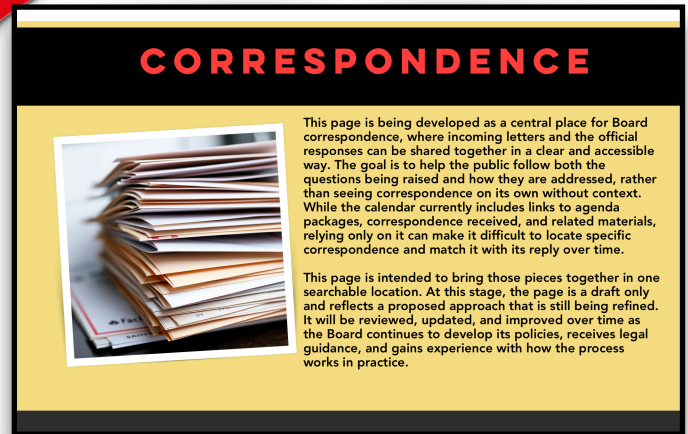 CORRESPONDENCE
This page is being developed as a central place for Board
correspondence, where incoming letters and the official
responses can be shared together in a clear and accessible
way. The goal is to help the public follow both the
questions being raised and how they are addressed, rather
than seeing correspondence on its own without context.
While the calendar currently includes links to agenda
packages, correspondence received, and related materials,
relying only on it can make it difficult to locate specific
correspondence and match it with its reply over time.
This page is intended to bring those pieces together in one
searchable location. At this stage, the page is a draft only
and reflects a proposed approach that is still being refined.
It will be reviewed, updated, and improved over time as
the Board continues to develop its policies, receives legal
guidance, and gains experience with how the process
works in practice.